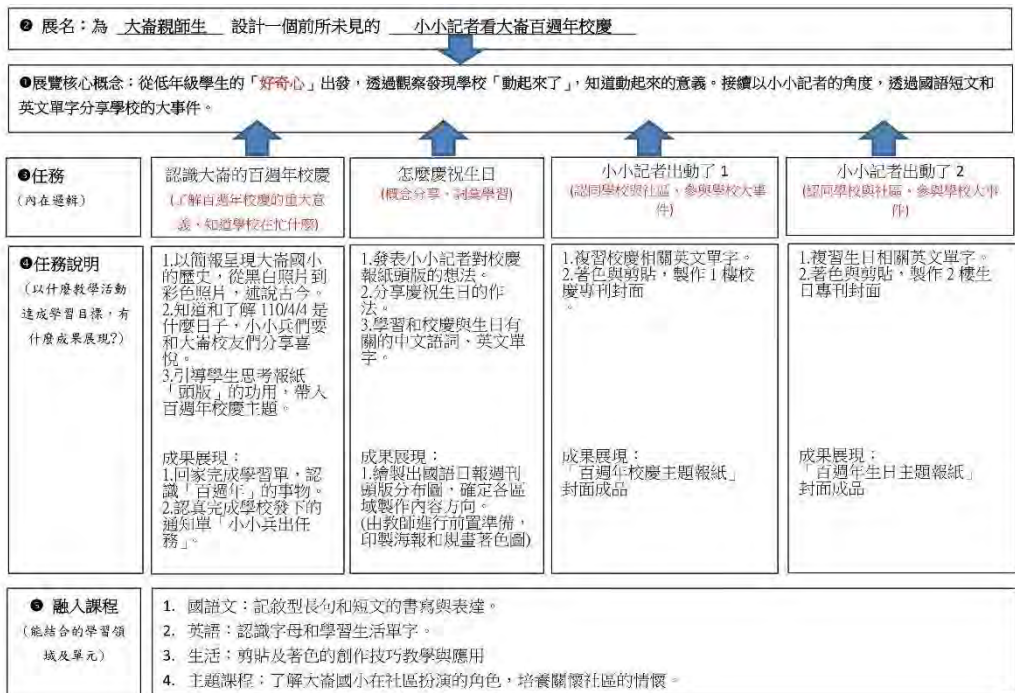 ❷ 展名：為 大崙親師生 設計一個前所未見的 小小記者看大崙百週年校慶
❶展覽核心概念：從低年級學生的「好奇心」出發，透過觀察發現學校「動起來了」，知道動起來的意義。接續以小小記者的角度，透過國語短文和
英文單字分享學校的大事件。
❸任務
（內在邏輯）
認識大崙的百週年校慶
(了解百週年校慶的重大意
義、知道學校在忙什麼)
怎麼慶祝生日
(概念分享、詞彙學習)
小小記者出動了 1
(認同學校與社區、參與學校大事
件)
小小記者出動了 2
(認同學校與社區、參與學校大事
件)
❹任務說明
（以什麼教學活動
達成學習目標，有
什麼成果展現?）
1.以簡報呈現大崙國小
的歷史，從黑白照片到
彩色照片，述說古今。
2.知道和了解 110/4/4 是
什麼日子，小小兵們要
和大崙校友們分享喜
悅。
3.引導學生思考報紙
「頭版」的功用，帶入
百週年校慶主題。
成果展現：
1.回家完成學習單，認
識「百週年」的事物。
2.認真完成學校發下的
通知單「小小兵出任
務」。
1.發表小小記者對校慶
報紙頭版的想法。
2.分享慶祝生日的作
法。
3.學習和校慶與生日有
關的中文語詞、英文單
字。
成果展現：
1.繪製出國語日報週刊
頭版分布圖，確定各區
域製作內容方向。
(由教師進行前置準備，
印製海報和規畫著色圖)
1.複習校慶相關英文單字。
2.著色與剪貼，製作 1 樓校
慶專刊封面
。
成果展現：
「百週年校慶主題報紙」
封面成品
1.複習生日相關英文單字。
2.著色與剪貼，製作 2 樓生
日專刊封面
成果展現：
「百週年生日主題報紙」
封面成品
❺ 融入課程
（能結合的學習領
域及單元）
1. 國語文：記敘型長句和短文的書寫與表達。
2. 英語：認識字母和學習生活單字。
3. 生活：剪貼及著色的創作技巧教學與應用
4. 主題課程：了解大崙國小在社區扮演的角色，培養關懷社區的情懷。